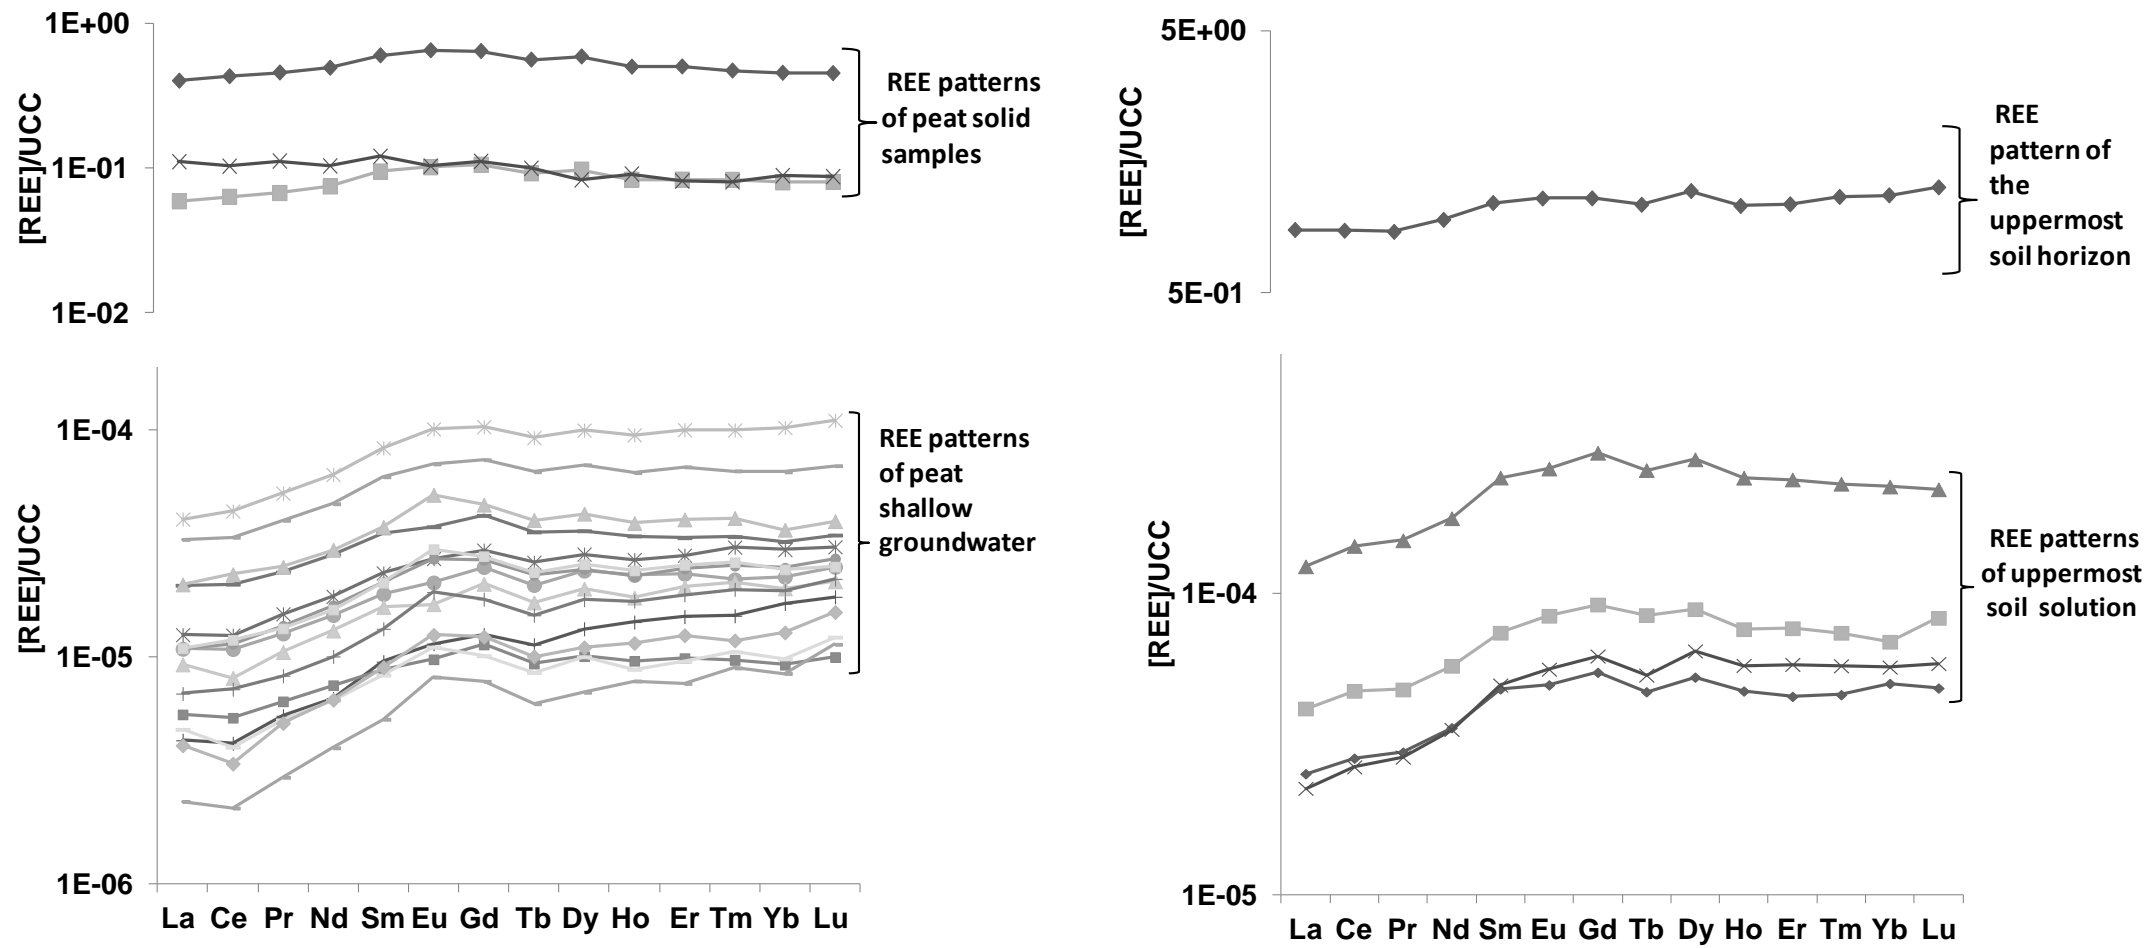 1E+00
1E-01
1E-02
[REE]/UCC
REE patterns
of peat solid
samples
5E+00
5E-01
[REE]/UCC
REE
pattern of
the
uppermost
soil horizon
1E-04
1E-05
1E-06
[REE]/UCC
REE patterns
of peat
shallow
groundwater
La Ce Pr Nd Sm Eu Gd Tb Dy Ho Er Tm Yb Lu
1E-04
1E-05
[REE]/UCC
REE patterns
of uppermost
soil solution
La Ce Pr Nd Sm Eu Gd Tb Dy Ho Er Tm Yb Lu